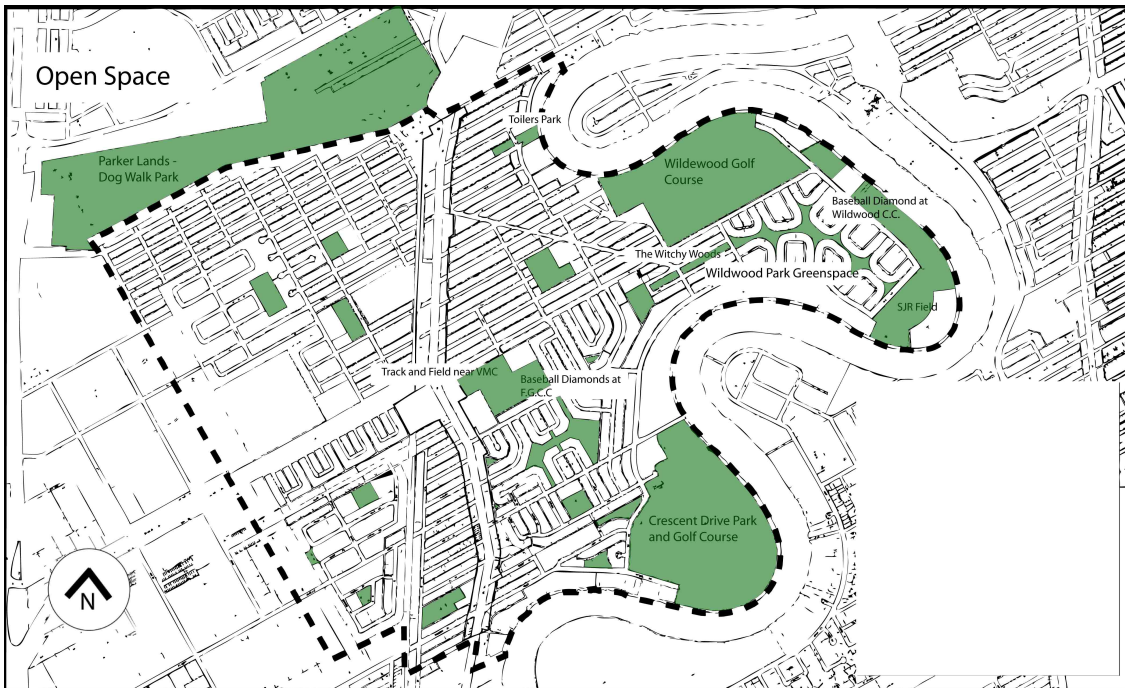 Open Space
Toilers Park
Parker Lands -
Dog Walk Park
Wildewood Golf
Course
Baseball Diamond at
Wildwood C.C.
The Witchy Woods
Wildwood Park Greenspace
SJR Field
Track and Field near VMC
Baseball Diamonds at
F.G.C.C
Crescent Drive Park
and Golf Course
N